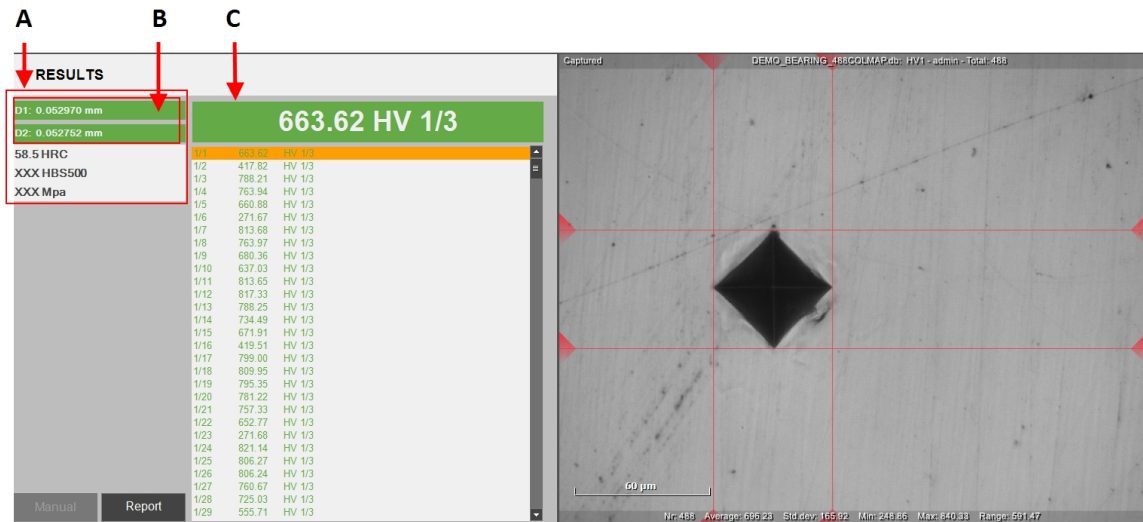 A B C
RESULTS
D1: 0.052970 mm
D2: 0.052752 mm
58.5 HRC
XXX HBS500
XXX Mpa
Manual
Report
663.62 HV 1/3
1/1 663.62 HV 1/3
1/2 417.82 HV 1/3
1/3 788.21 HV 1/3
1/4 763.94 HV 1/3
1/5 660.88 HV 1/3
1/6 271.67 HV 1/3
1/7 813.68 HV 1/3
1/8 763.97 HV 1/3
1/9 680.36 HV 1/3
1/10 637.03 HV 1/3
1/11 813.65 HV 1/3
1/12 817.33 HV 1/3
1/13 788.25 HV 1/3
1/14 734.49 HV 1/3
1/15 671.91 HV 1/3
1/16 419.51 HV 1/3
1/17 799.00 HV 1/3
1/18 809.95 HV 1/3
1/19 795.35 HV 1/3
1/20 781.22 HV 1/3
1/21 757.33 HV 1/3
1/22 652.77 HV 1/3
1/23 271.68 HV 1/3
1/24 821.14 HV 1/3
1/25 806.27 HV 1/3
1/26 806.24 HV 1/3
1/27 760.67 HV 1/3
1/28 725.03 HV 1/3
1/29 555.71 HV 1/3
Captured
DEMO_BEARING_488COLMAP.db: HV1 - admin - Total: 488
60 µm
Nr: 488 Average: 696.23 Std.dev: 165.92 Min: 248.86 Max: 840.33 Range: 591.47